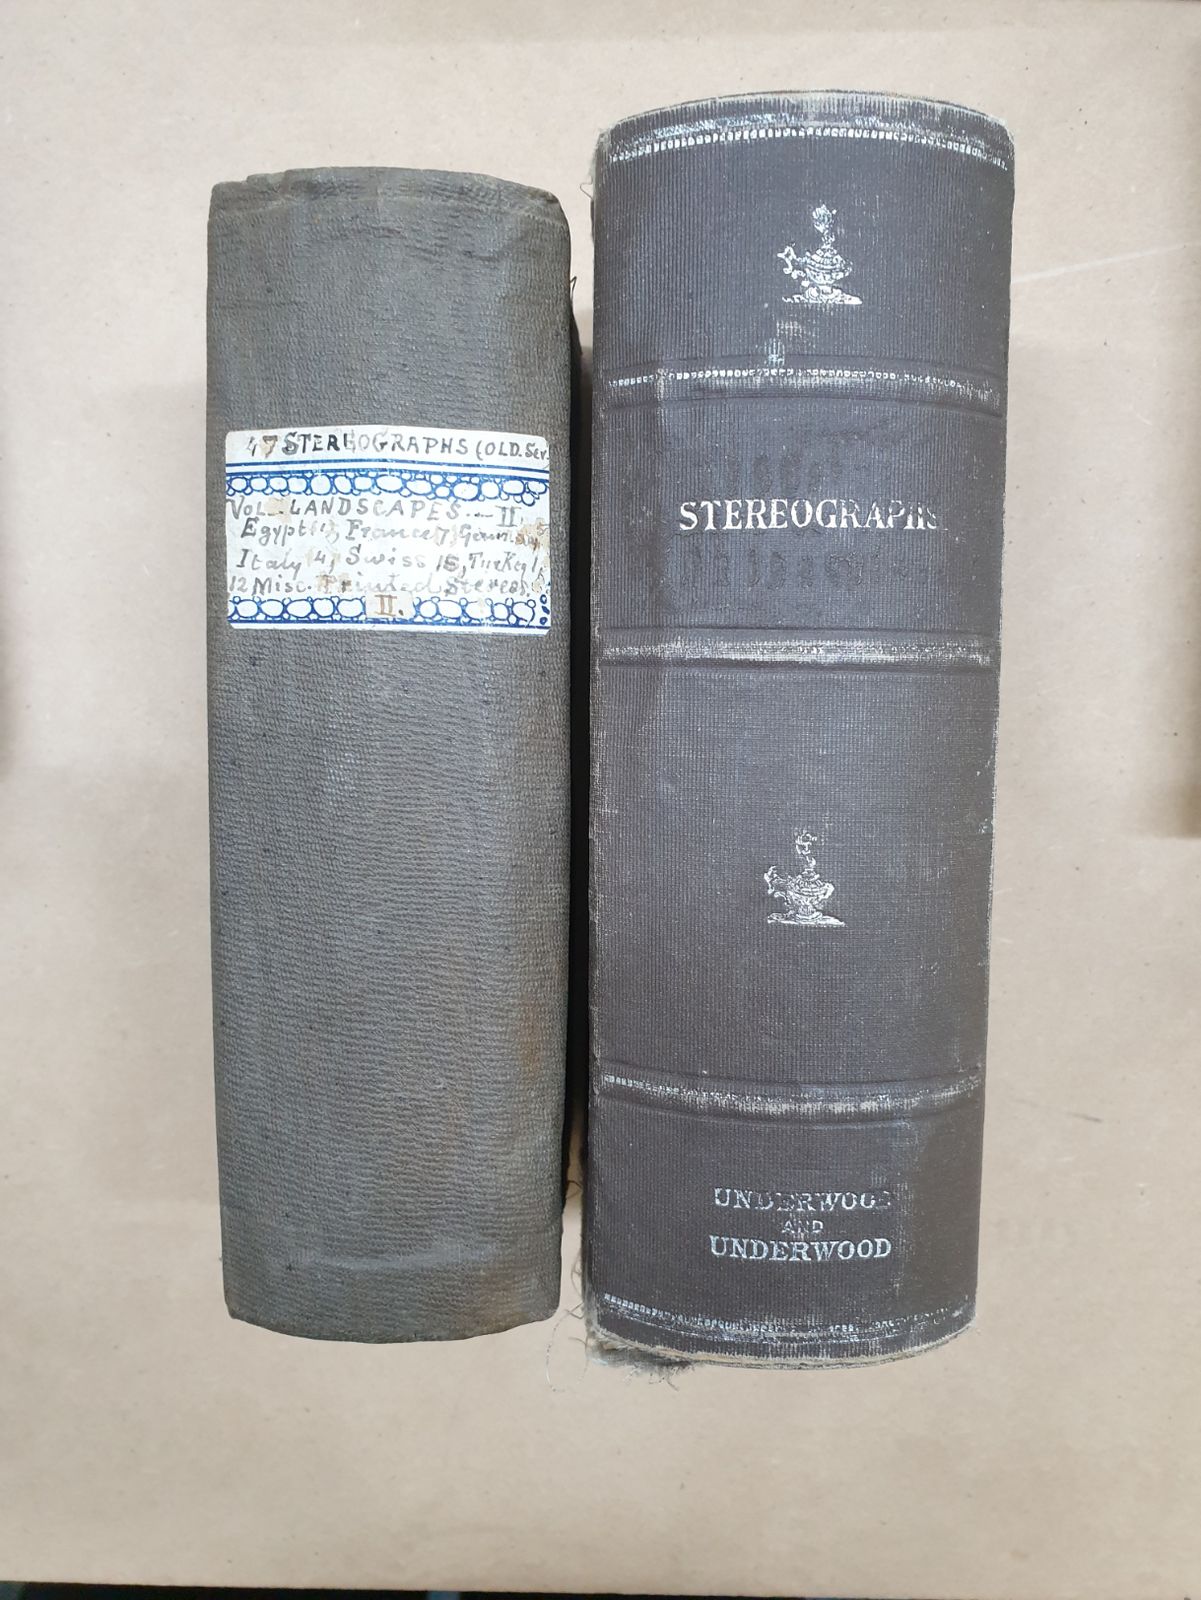 47 STEREOGRAPHS (OLD. Ser.
VOL. LANDSCAPES — II.
Egypt France (7) 
Italy (4) Swiss 15, Turkey
12 Misc. Printed Stereos.
II.
STEREOGRAPHS
UNDERWOOD
AND
UNDERWOOD